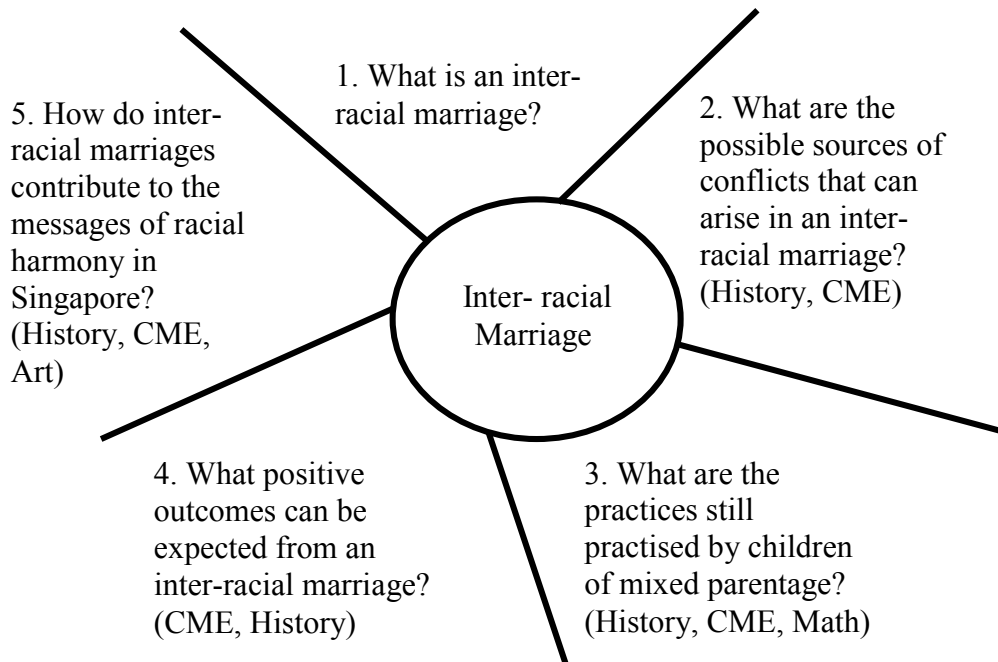 Inter- racial
Marriage
1. What is an inter-
racial marriage?
2. What are the
possible sources of
conflicts that can
arise in an inter-
racial marriage?
(History, CME)
3. What are the
practices still
practised by children
of mixed parentage?
(History, CME, Math)
4. What positive
outcomes can be
expected from an
inter-racial marriage?
(CME, History)
5. How do inter-
racial marriages
contribute to the
messages of racial
harmony in
Singapore?
(History, CME,
Art)